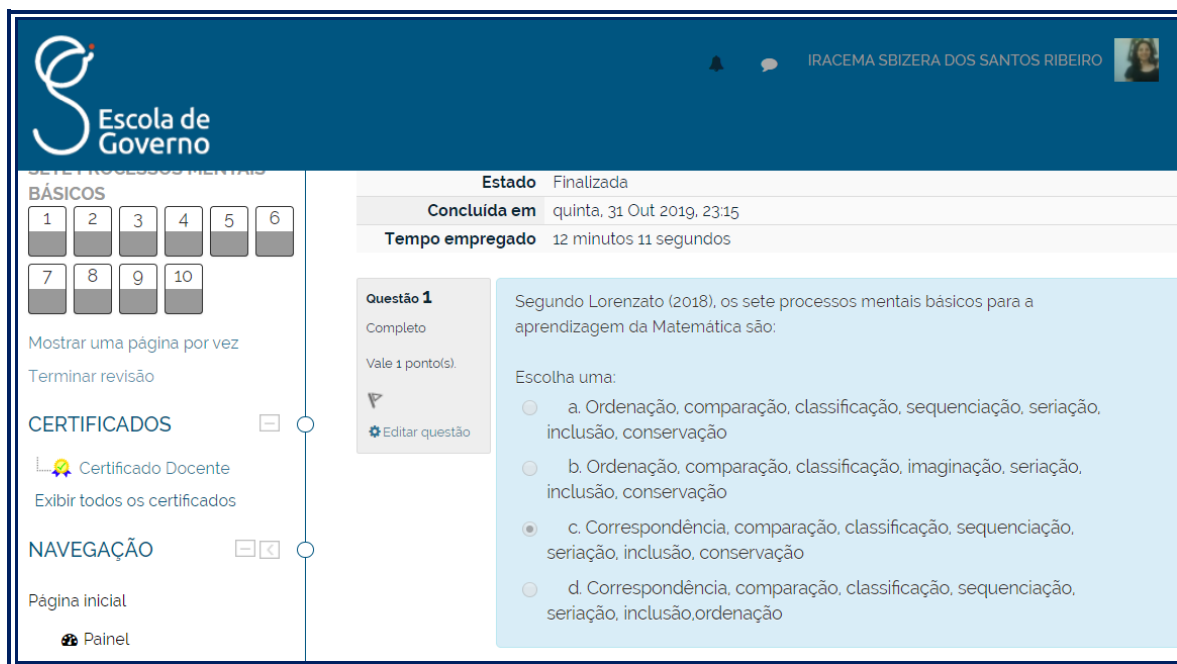 Escola de
Governo
IRACEMA SBIZERA DOS SANTOS RIBEIRO
SETE PROCESSOS MENTAIS
BÁSICOS
1 2 3 4 5 6
7 8 9 10
Mostrar uma página por vez
Terminar revisão
CERTIFICADOS
Certificado Docente
Exibir todos os certificados
NAVEGAÇÃO
Página inicial
Painel
Estado Finalizada
Concluída em quinta, 31 Out 2019, 23:15
Tempo empregado 12 minutos 11 segundos
Questão 1
Completo
Vale 1 ponto(s).
Editar questão
Segundo Lorenzato (2018), os sete processos mentais básicos para a
aprendizagem da Matemática são:
Escolha uma:
a. Ordenação, comparação, classificação, sequenciação, seriação,
inclusão, conservação
b. Ordenação, comparação, classificação, imaginação, seriação,
inclusão, conservação
c. Correspondência, comparação, classificação, sequenciação,
seriação, inclusão, conservação
d. Correspondência, comparação, classificação, sequenciação,
seriação, inclusão,ordenação